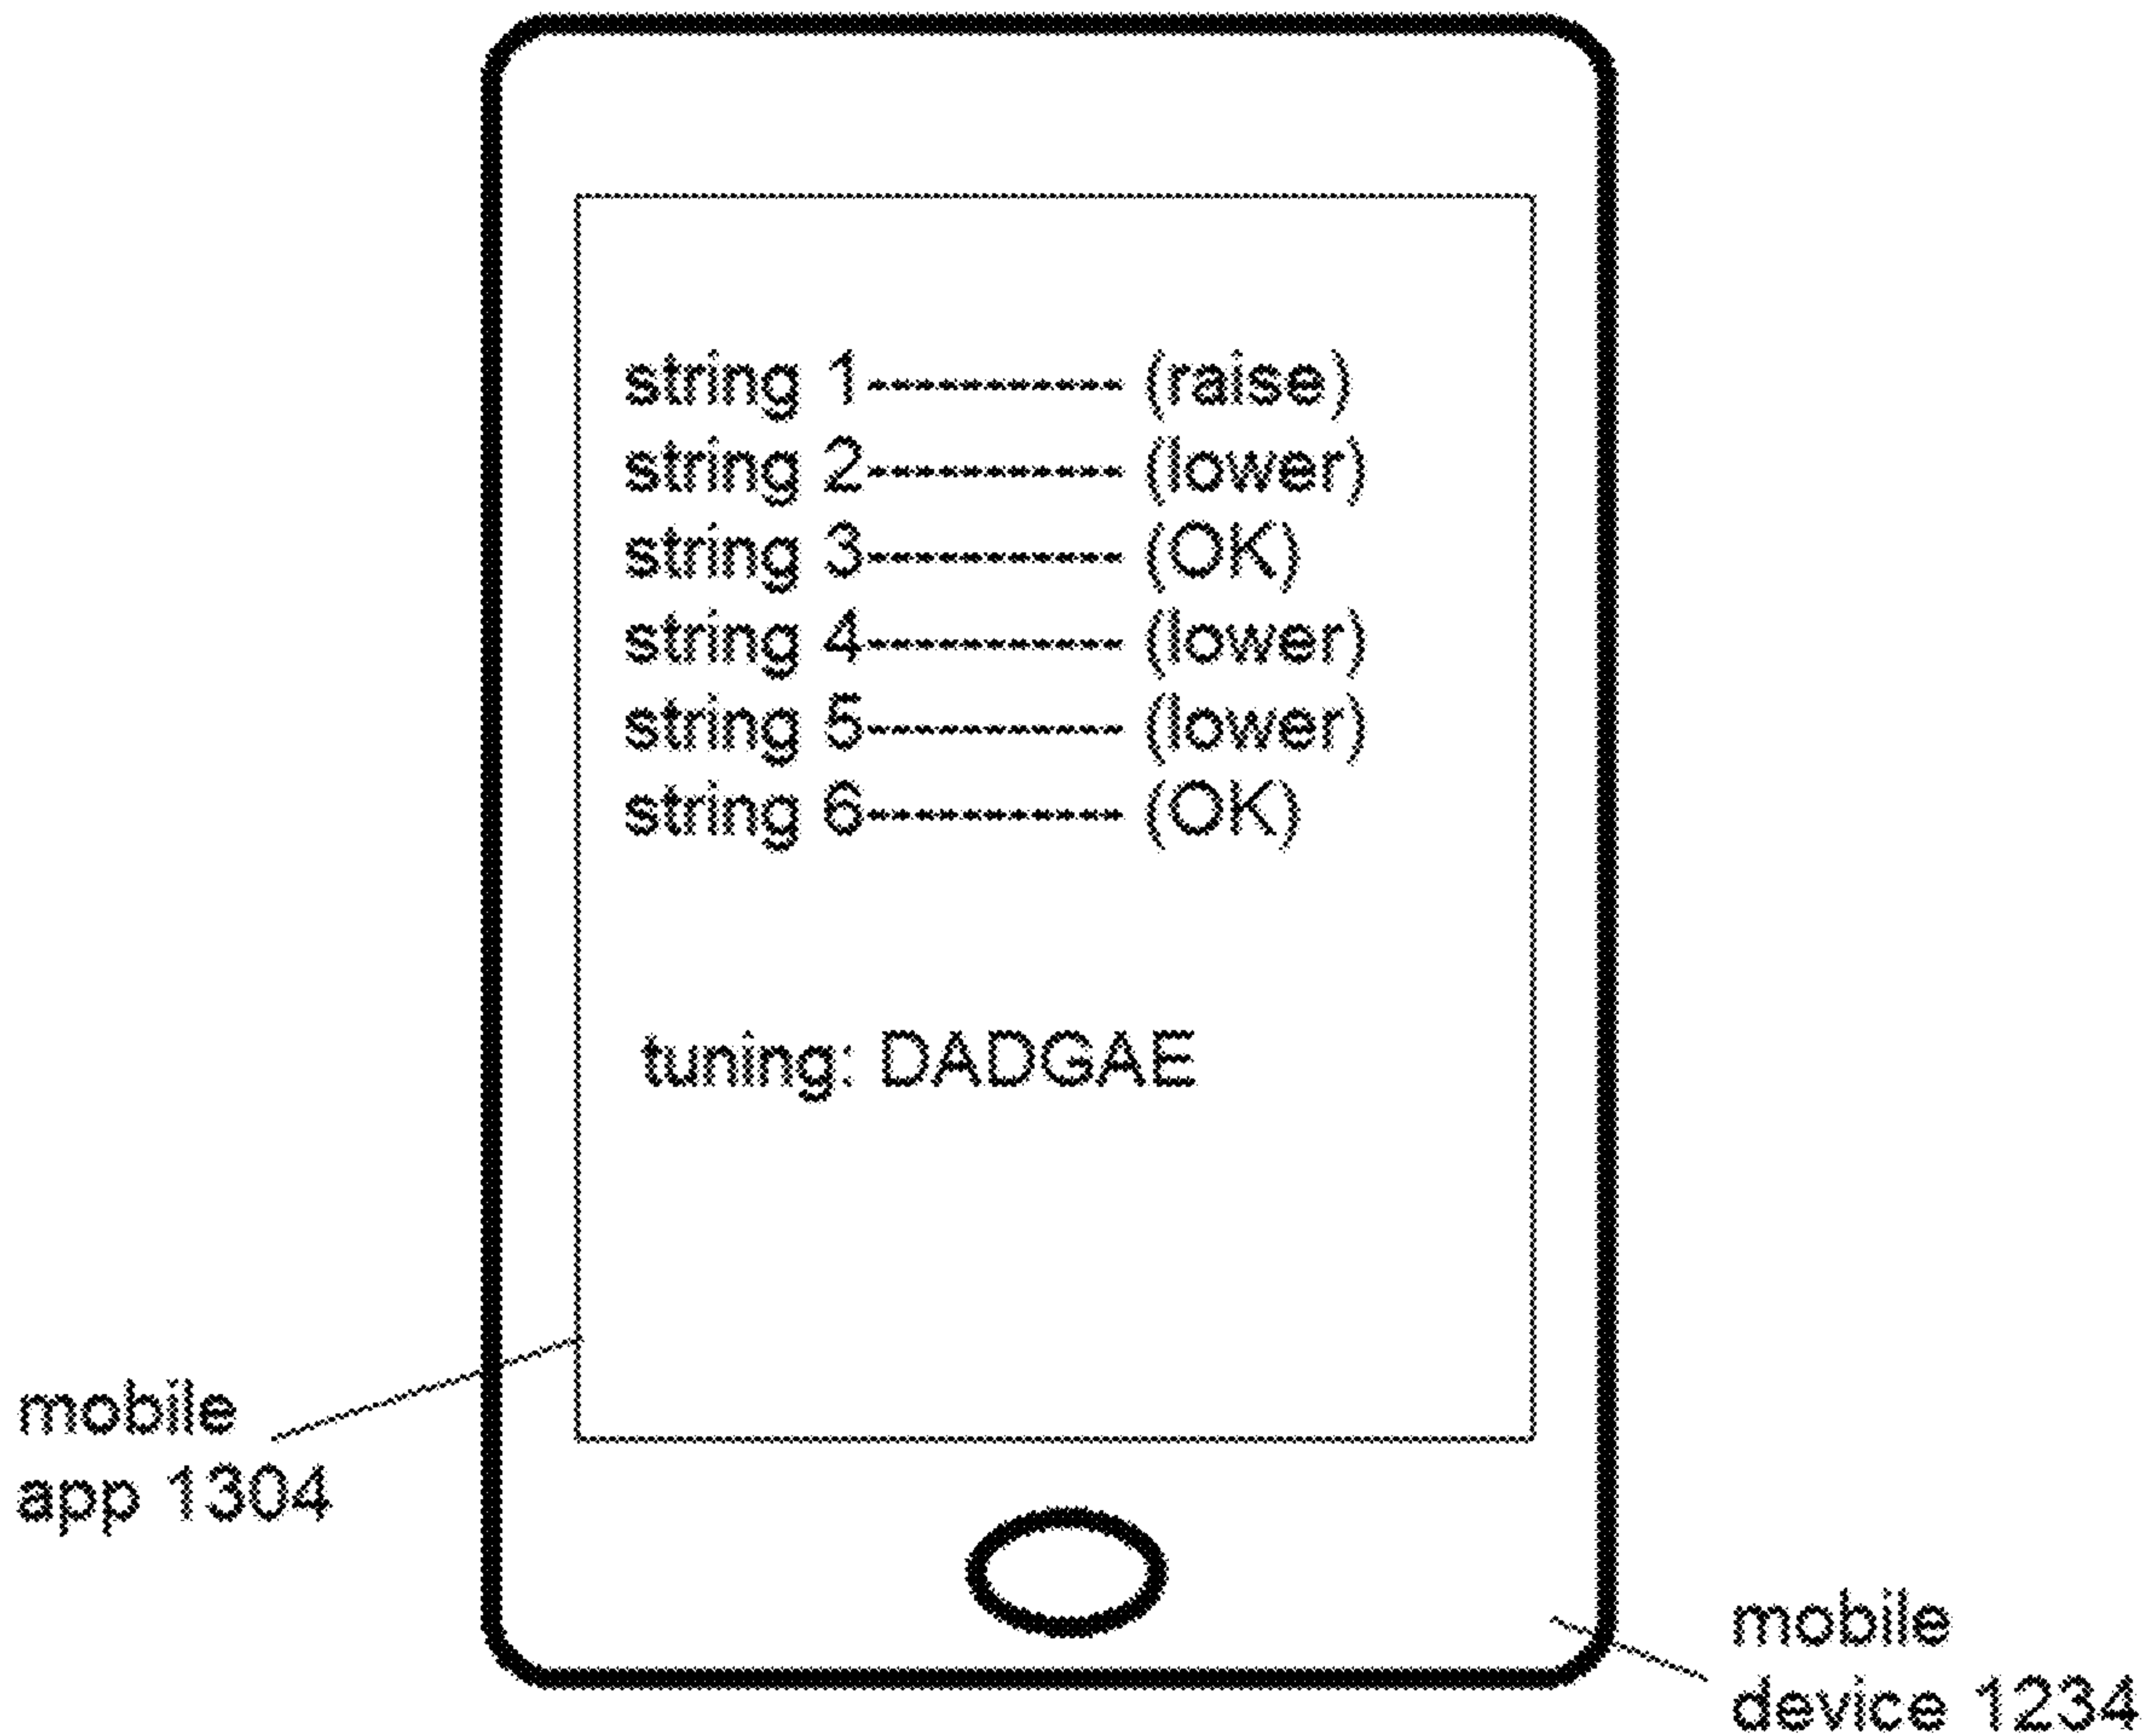 string 1----------- (raise)
string 2----------- (lower)
string 3----------- (OK)
string 4----------- (lower)
string 5----------- (lower)
string 6----------- (OK)
tuning: DADGAE
mobile
app 1304
mobile
device 1234